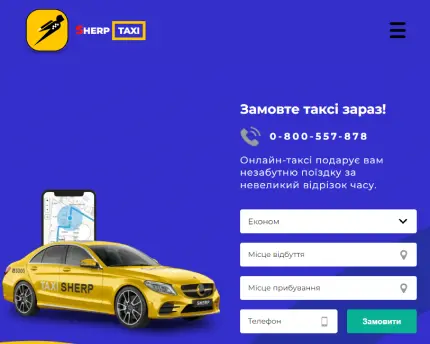 SHERP TAXI
Замовте таксі зараз!
0-800-557-878
Онлайн-таксі подарує вам
незабутню поїздку за
невеликий відрізок часу.
Економ
Місце відбуття
Місце прибування
Телефон
Замовити
TAXI SHERP
SHERP